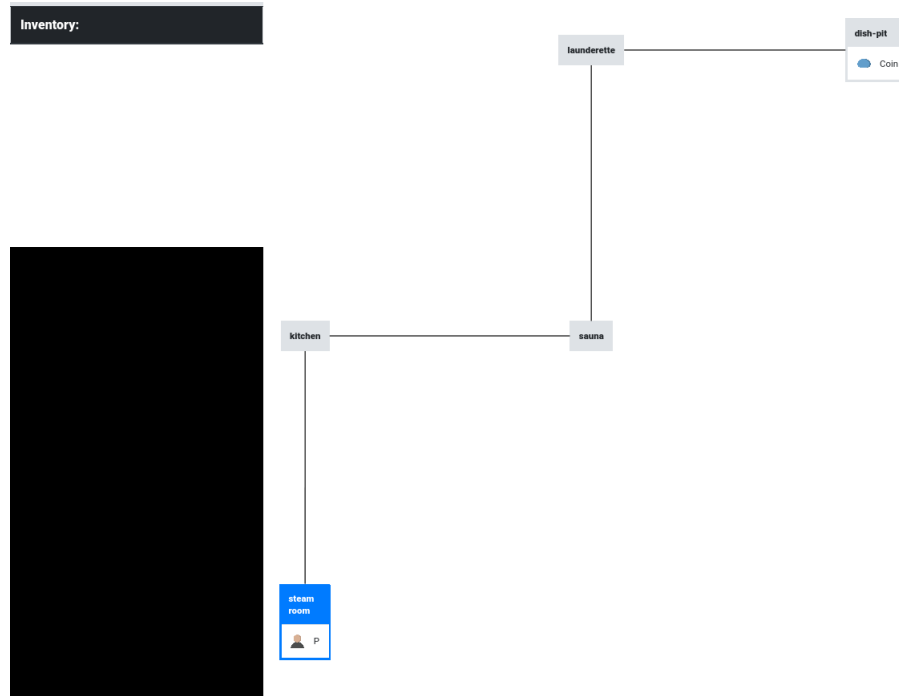 Inventory:
launderette
dish-pit
Coin
kitchen
sauna
steam
room
P